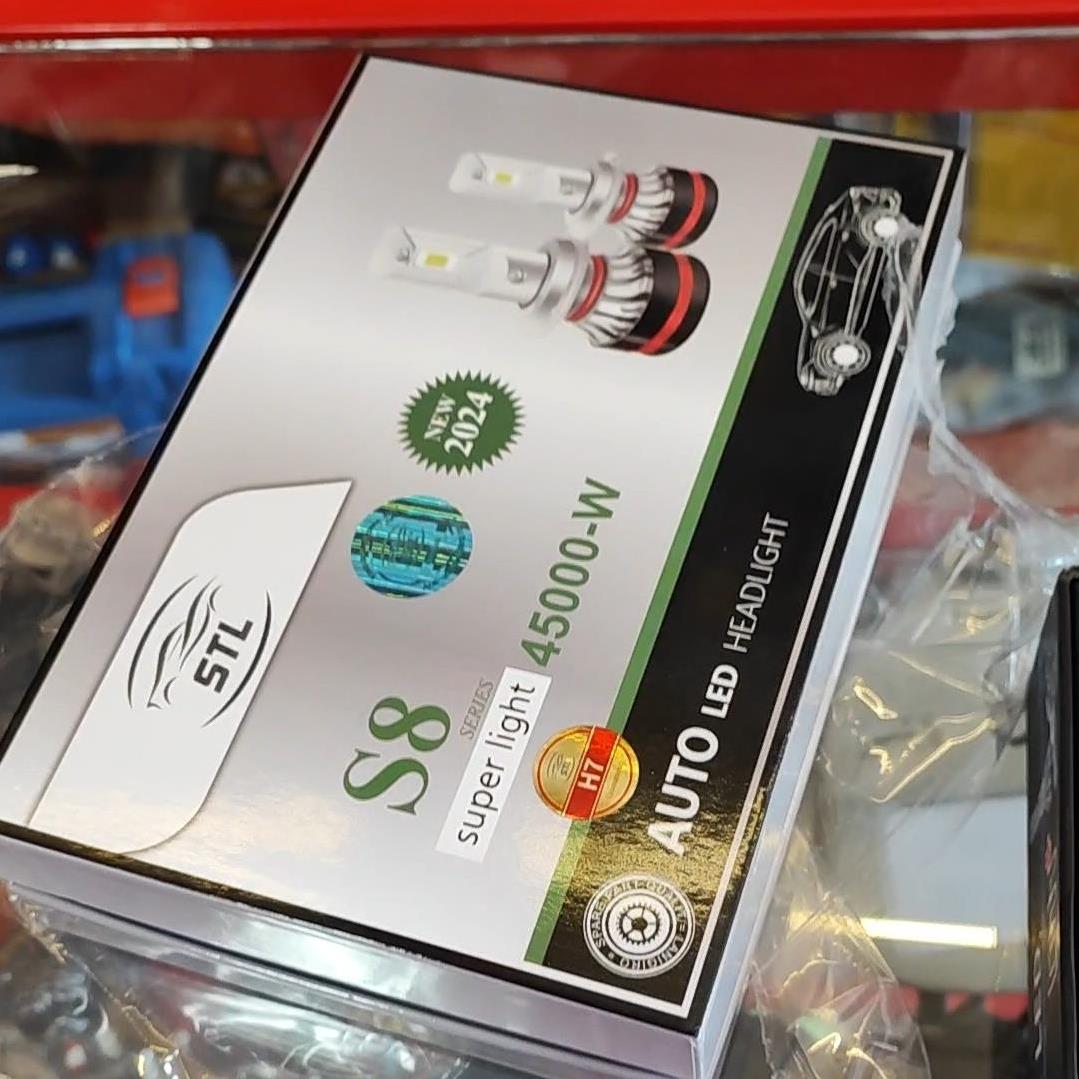 STL
NEW
2024
S8
SERIES
super light
45000-W
H7
AUTO LED HEADLIGHT